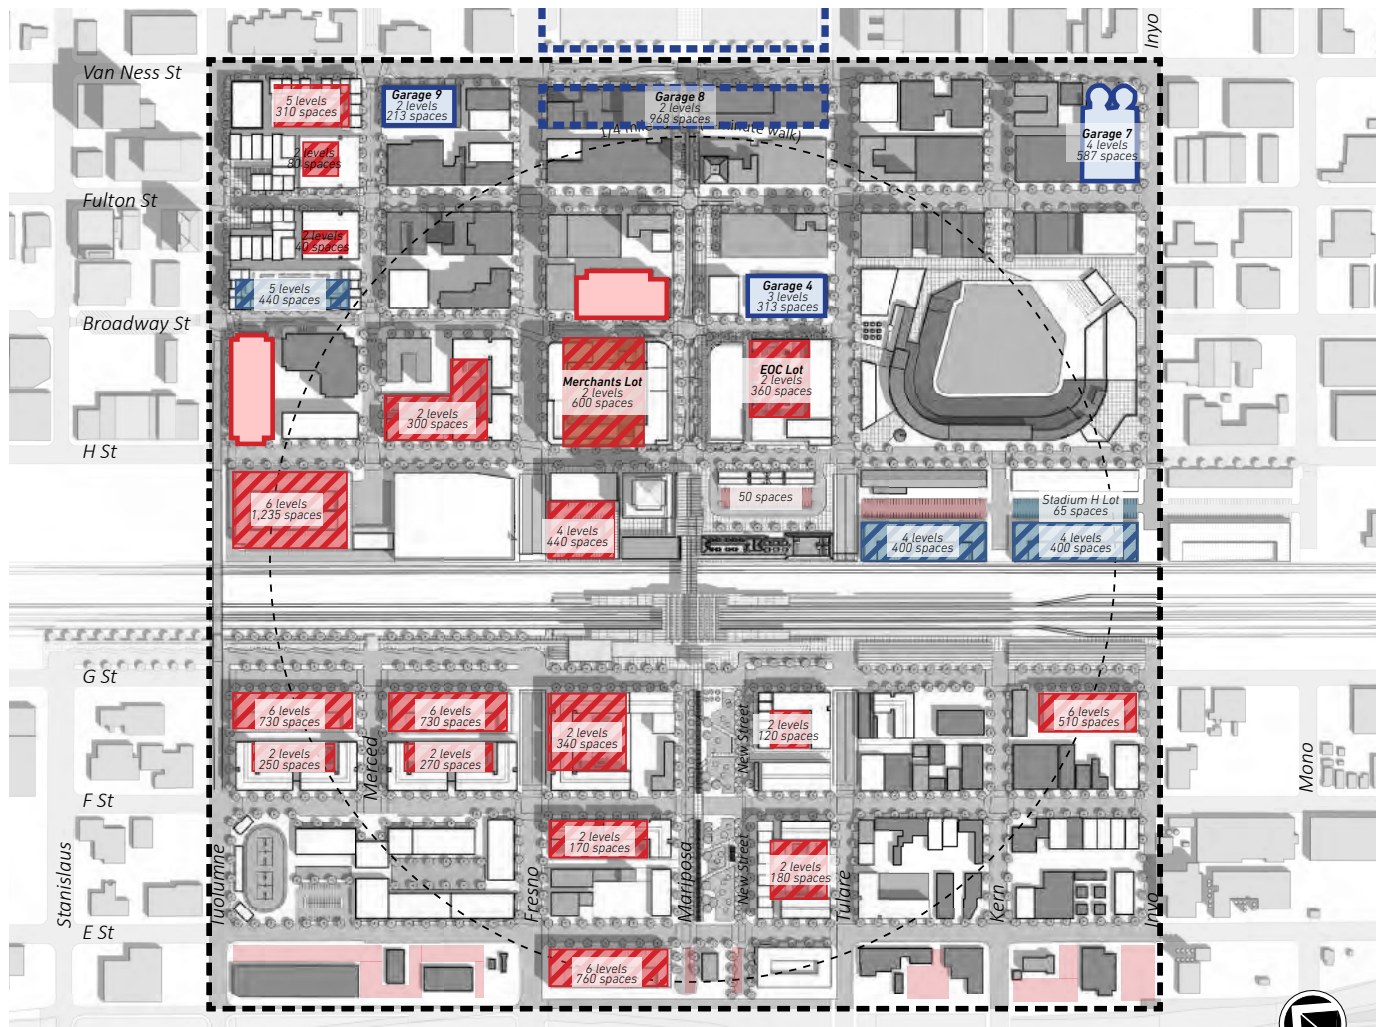 Inyo
Van Ness St
5 levels
310 spaces
Garage 9
2 levels
213 spaces
Garage 8
2 levels
968 spaces
1/4 mile
minute walk)
Garage 7
4 levels
587 spaces
2 levels
80 spaces
Fulton St
2 levels
40 spaces
5 levels
440 spaces
Garage 4
3 levels
313 spaces
Broadway St
Merchants Lot
2 levels
600 spaces
EOC Lot
2 levels
360 spaces
2 levels
300 spaces
H St
6 levels
1,235 spaces
4 levels
440 spaces
50 spaces
Stadium H Lot
65 spaces
4 levels
400 spaces
4 levels
400 spaces
G St
6 levels
730 spaces
6 levels
730 spaces
2 levels
340 spaces
2 levels
120 spaces
6 levels
510 spaces
2 levels
250 spaces
2 levels
270 spaces
Merced
New Street
Mono
F St
2 levels
170 spaces
2 levels
180 spaces
Stanislaus
Tuolumne
Fresno
Mariposa
New Street
Tulare
Kern
Inyo
E St
6 levels
760 spaces